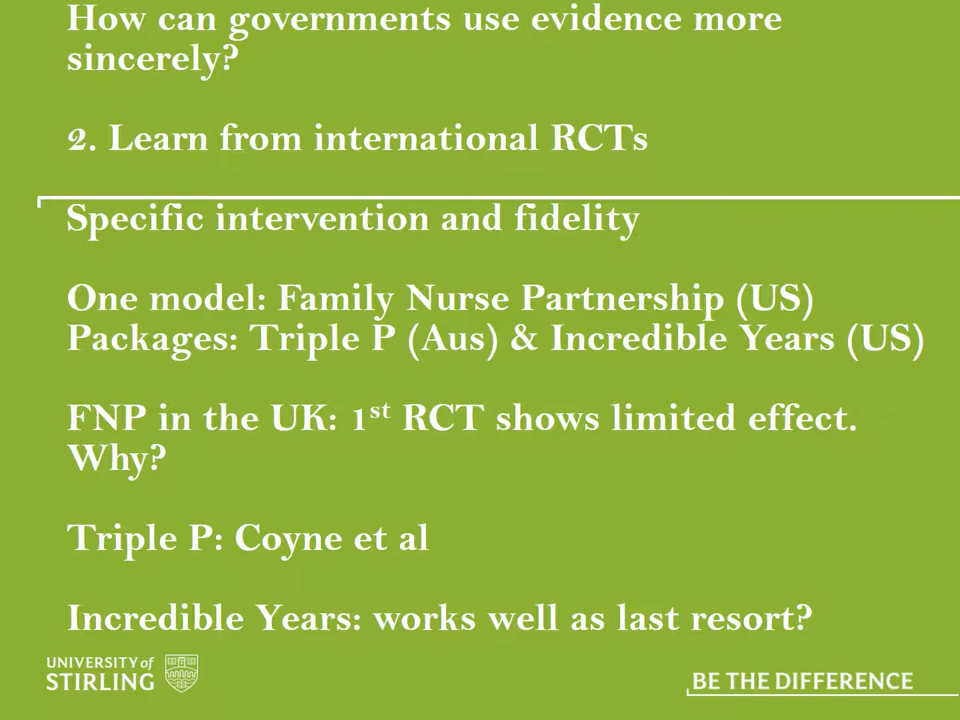 How can governments use evidence more
sincerely?
2. Learn from international RCTs
Specific intervention and fidelity
One model: Family Nurse Partnership (US)
Packages: Triple P (Aus) & Incredible Years (US)
FNP in the UK: 1st RCT shows limited effect.
Why?
Triple P: Coyne et al
Incredible Years: works well as last resort?
UNIVERSITY of
STIRLING
BE THE DIFFERENCE